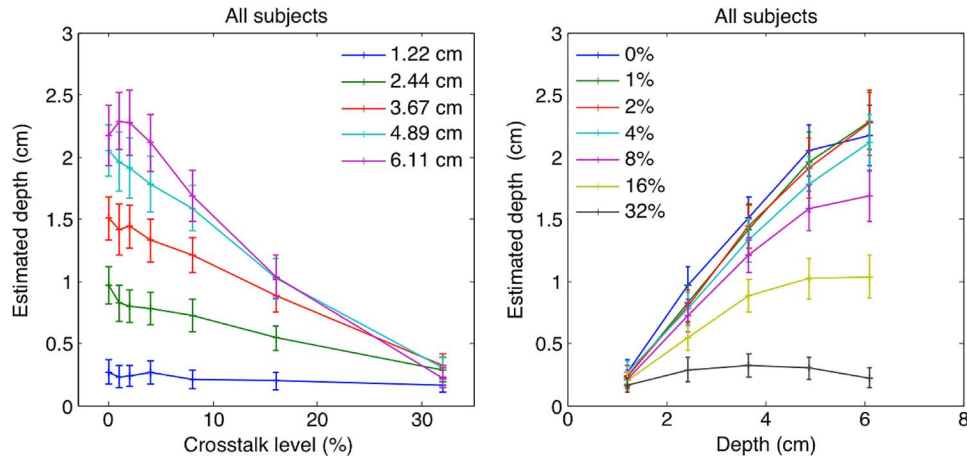 All subjects
Estimated depth (cm)
3
2.5
2
1.5
1
0.5
0
1.22 cm
2.44 cm
3.67 cm
4.89 cm
6.11 cm
0
10
20
30
Crosstalk level (%)
All subjects
Estimated depth (cm)
3
2.5
2
1.5
1
0.5
0
0%
1%
2%
4%
8%
16%
32%
0
2
4
6
8
Depth (cm)